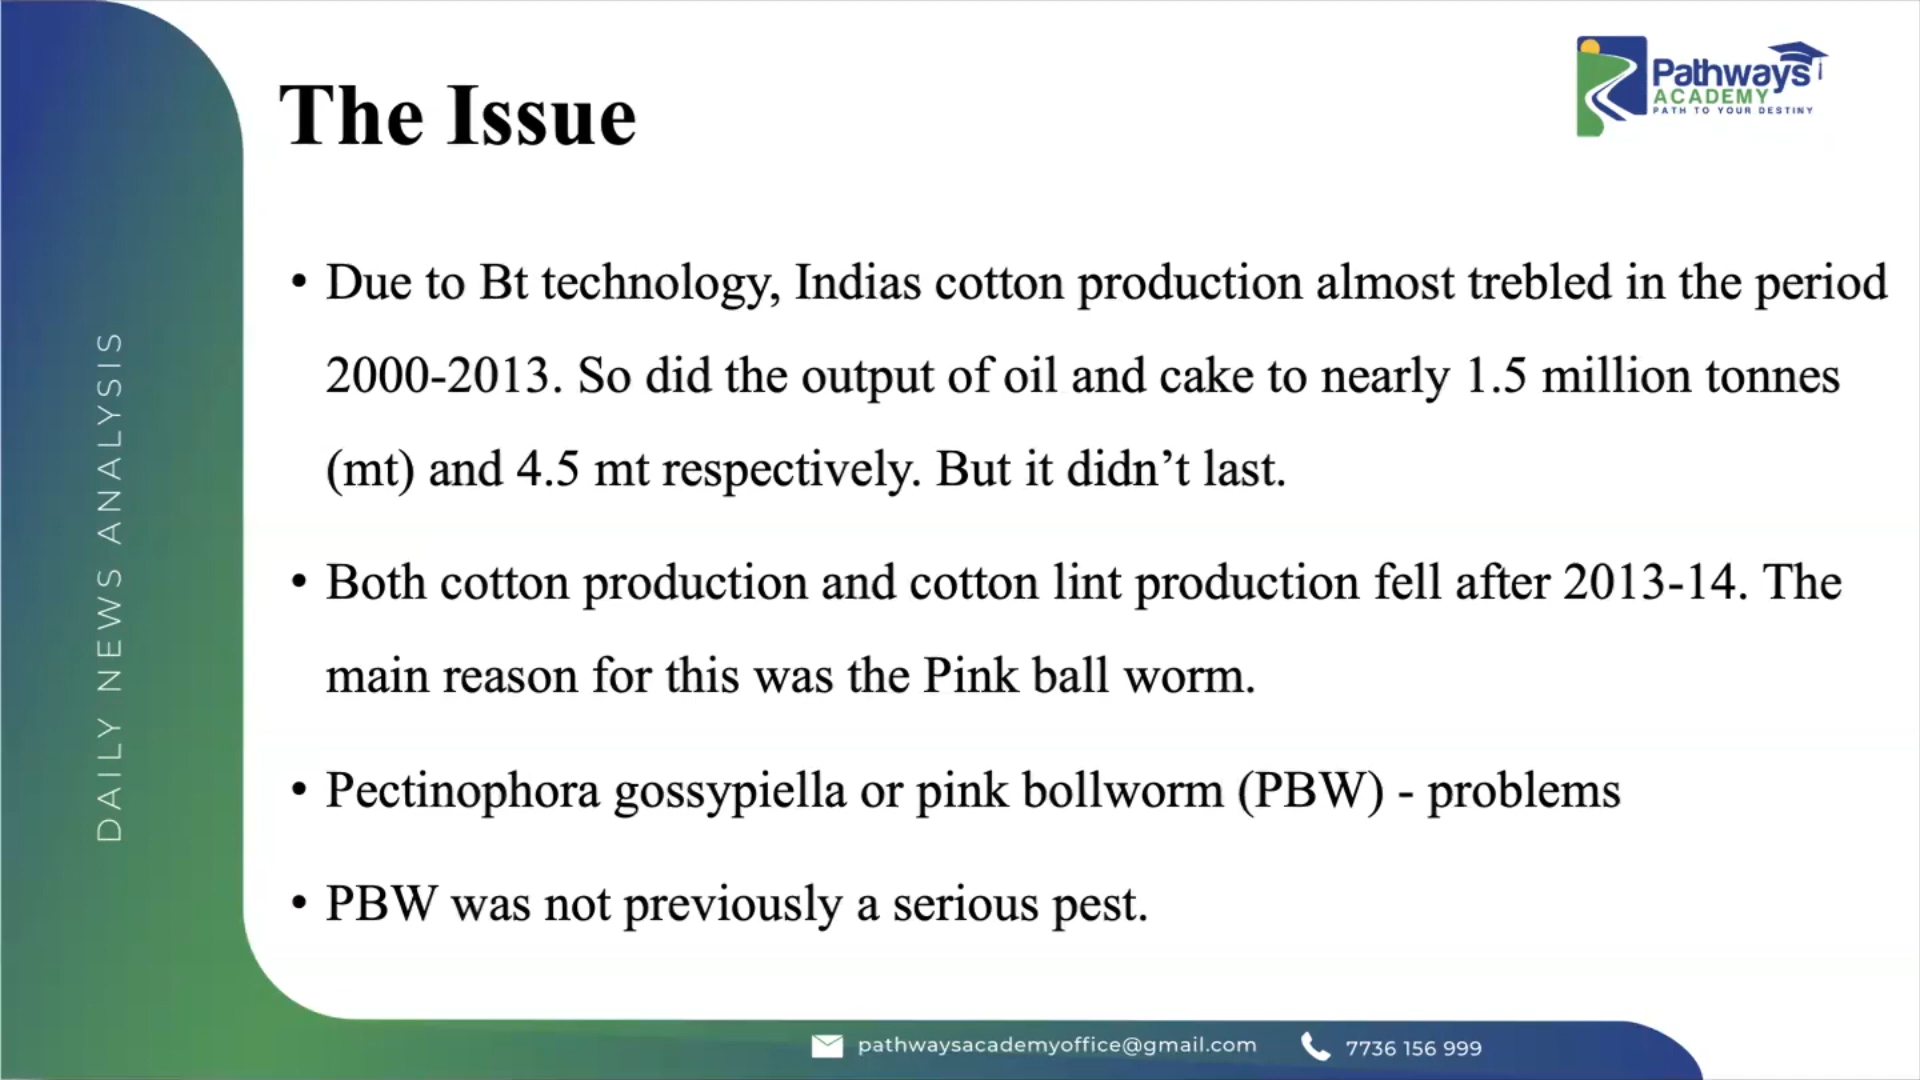 The Issue
Pathways
ACADEMY
PATH TO YOUR DESTINY
• Due to Bt technology, Indias cotton production almost trebled in the period
2000-2013. So did the output of oil and cake to nearly 1.5 million tonnes
(mt) and 4.5 mt respectively. But it didn’t last.
• Both cotton production and cotton lint production fell after 2013-14. The
main reason for this was the Pink ball worm.
• Pectinophora gossypiella or pink bollworm (PBW) - problems
• PBW was not previously a serious pest.
DAILY NEWS ANALYSIS
pathwaysacademyoffice@gmail.com
7736 156 999